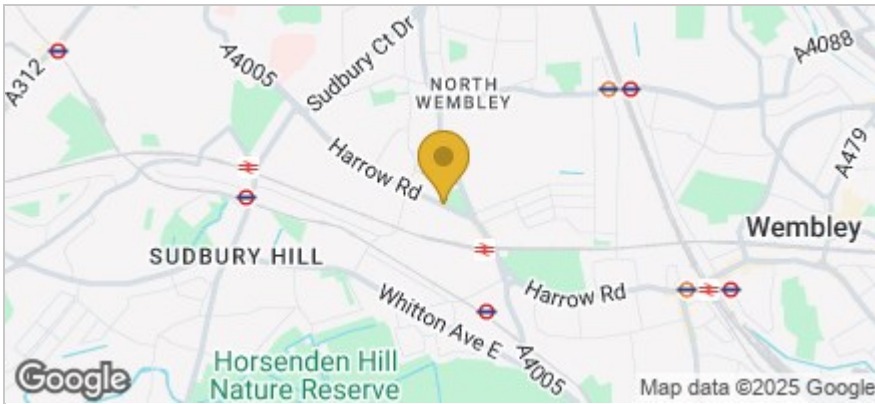 A312
A4005
Sudbury Ct Dr
NORTH
WEMBLEY
A4088
A479
Harrow Rd
Wembley
SUDBURY HILL
Harrow Rd
Whitton Ave E
A4005
Horsenden Hill
Nature Reserve
Google
Map data ©2025 Google